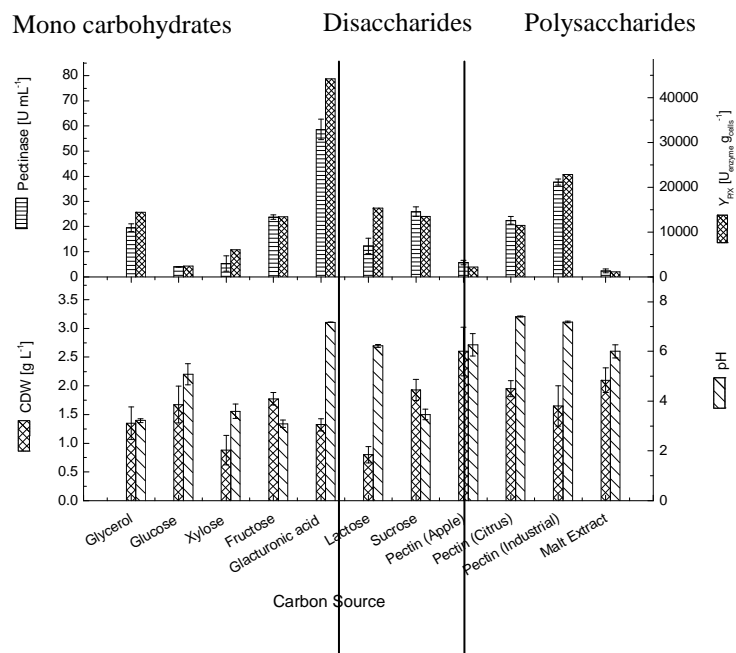 Mono carbohydrates
Disaccharides
Polysaccharides
Pectinase [U mL-1]
80
70
60
50
40
30
20
10
0
40000
30000
20000
10000
0
YPX [Uenzyme gcells-1]
CDW [g L-1]
3.5
3.0
2.5
2.0
1.5
1.0
0.5
0.0
8
6
4
2
0
pH
Glycerol
Glucose
Xylose
Fructose
Glacturonic acid
Lactose
Sucrose
Pectin (Apple)
Pectin (Citrus)
Pectin (Industrial)
Malt Extract
Carbon Source